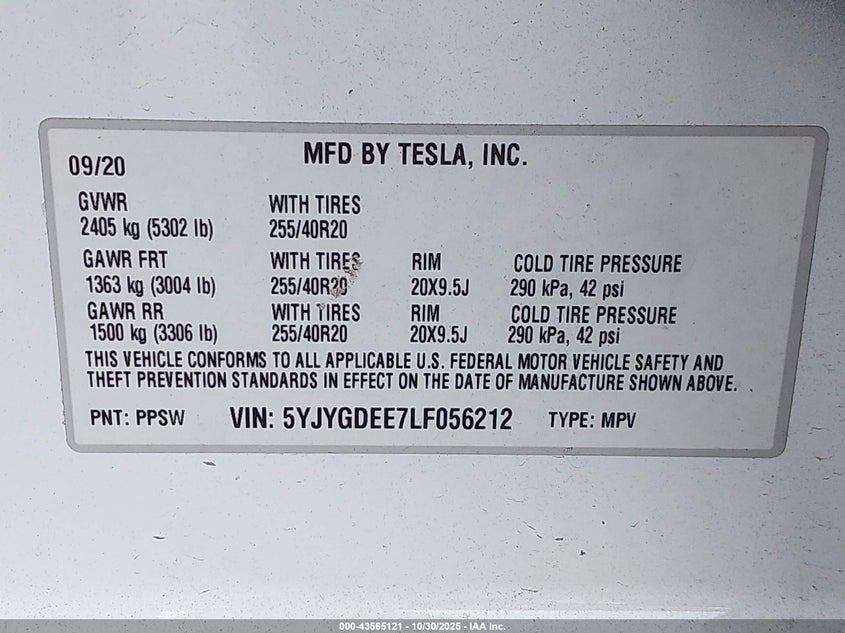 MFD BY TESLA, INC.
09/20
GVWR WITH TIRES
2405 kg (5302 lb) 255/40R20
GAWR FRT WITH TIRES RIM COLD TIRE PRESSURE
1363 kg (3004 lb) 255/40R20 20X9.5J 290 kPa, 42 psi
GAWR RR WITH TIRES RIM COLD TIRE PRESSURE
1500 kg (3306 lb) 255/40R20 20X9.5J 290 kPa, 42 psi
THIS VEHICLE CONFORMS TO ALL APPLICABLE U.S. FEDERAL MOTOR VEHICLE SAFETY AND
THEFT PREVENTION STANDARDS IN EFFECT ON THE DATE OF MANUFACTURE SHOWN ABOVE.
PNT: PPSW VIN: 5YJYGDEE7LF056212 TYPE: MPV
000-43565121 - 10/30/2025 - IAA Inc.